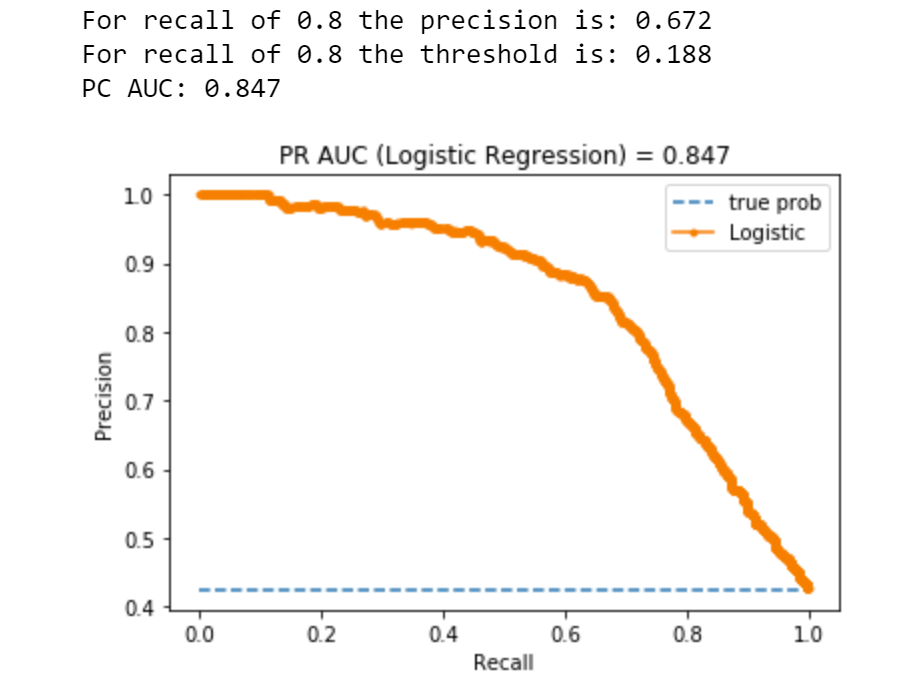 For recall of 0.8 the precision is: 0.672
For recall of 0.8 the threshold is: 0.188
PC AUC: 0.847
PR AUC (Logistic Regression) = 0.847
true prob
Logistic
1.0
0.9
0.8
0.7
0.6
0.5
0.4
Precision
0.0 0.2 0.4 0.6 0.8 1.0
Recall